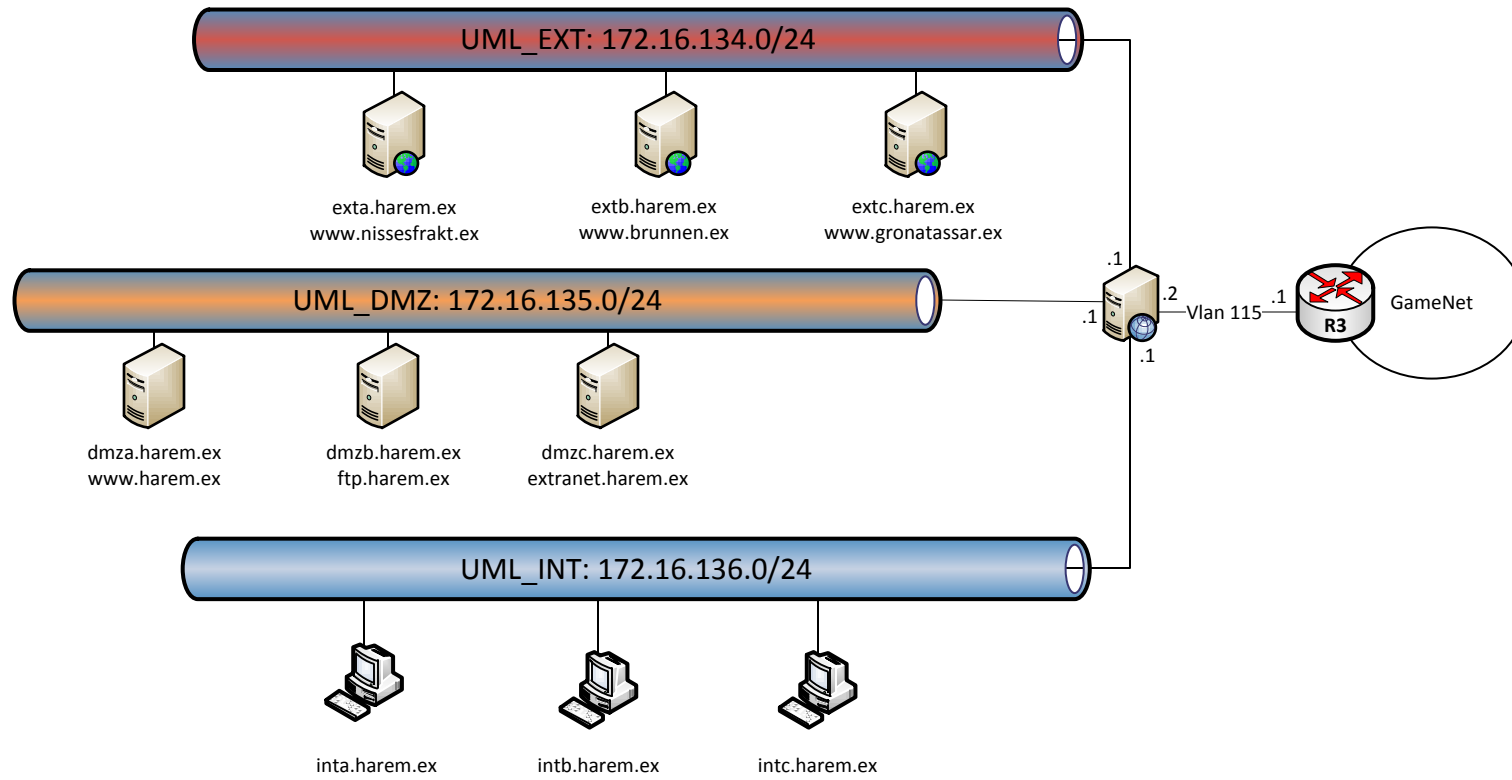 UML_EXT: 172.16.134.0/24
exta.harem.ex
www.nissesfrakt.ex
extb.harem.ex
www.brunnen.ex
extc.harem.ex
www.gronatassar.ex
.1
UML_DMZ: 172.16.135.0/24
.1
.2
Vlan 115
.1
R3
GameNet
.1
dmza.harem.ex
www.harem.ex
dmzb.harem.ex
ftp.harem.ex
dmzc.harem.ex
extranet.harem.ex
UML_INT: 172.16.136.0/24
inta.harem.ex
intb.harem.ex
intc.harem.ex